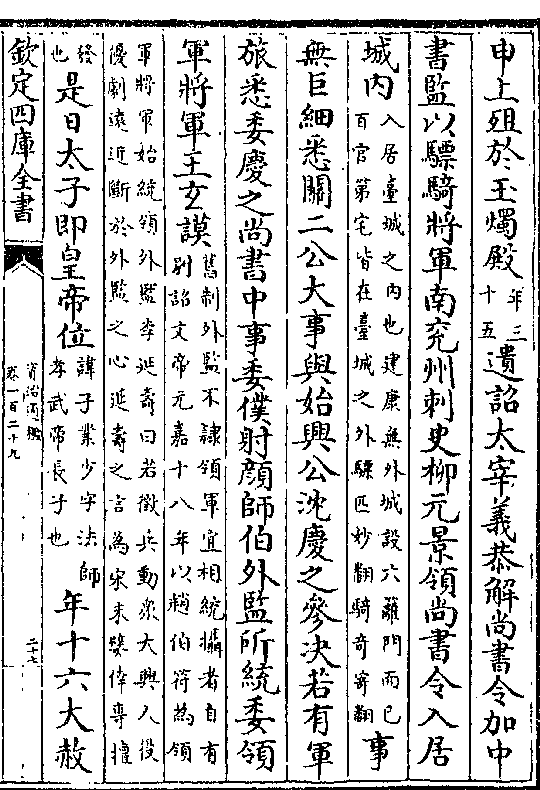 申上殂於玉燭殿年三十五遺詔太宰義恭解尚書令加中
書監以驃騎將軍南兖州刺史柳元景領尚書令入居
城内入居臺城之内也建康無外城設六籬門而已百官第宅皆在臺城之外驃匹妙翻騎奇寄翻事
無巨細悉關二公大事與始興公沈慶之參决若有軍
旅悉委慶之尚書中事委僕射顔師伯外監所統委領
軍將軍王玄謨舊制外監不隸領軍宜相統攝者自有别詔文帝元嘉十八年以趙伯符為領
軍將軍始統領外監李延壽曰若徵兵動衆大興人役優劇遠近斷於外監之心延壽之言為宋末嬖倖專擅
發也是日太子即皇帝位諱子業少字法師孝武帝長子也年十六大赦
欽定四庫全書
資治通鑑
卷一百二十九
二十七